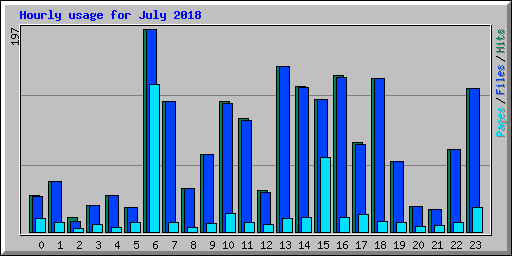 Hourly usage for July 2018
197
Pages / Files / Hits
0 1 2 3 4 5 6 7 8 9 10 11 12 13 14 15 16 17 18 19 20 21 22 23